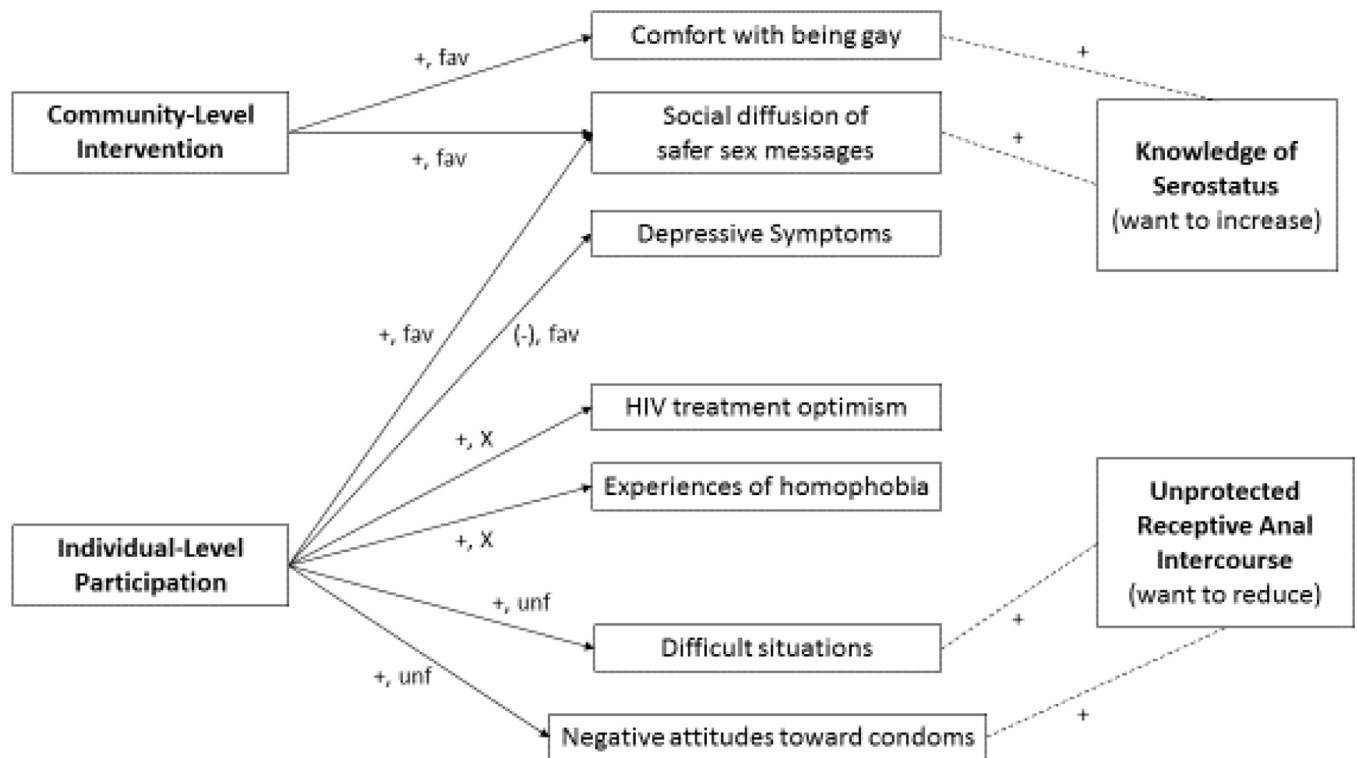 Comfort with being gay
+
+, fav
Community-Level
Intervention
Social diffusion of
safer sex messages
+
+, fav
Knowledge of
Serostatus
(want to increase)
Depressive Symptoms
+, fav
(-), fav
HIV treatment optimism
+, X
Experiences of homophobia
+, X
Individual-Level
Participation
Unprotected
Receptive Anal
Intercourse
(want to reduce)
+, unf
Difficult situations
+
+, unf
Negative attitudes toward condoms
+